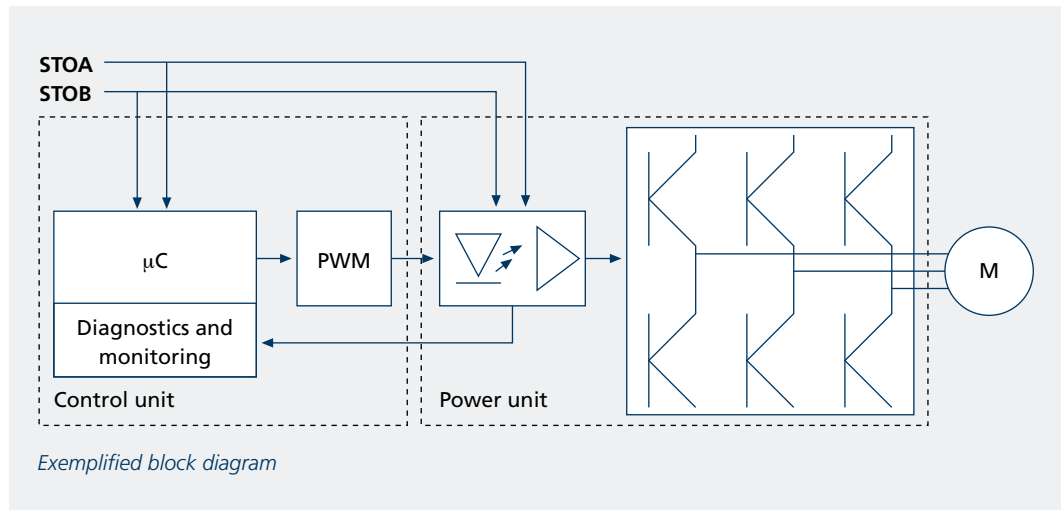 STOA
STOB
μC
PWM
M
Diagnostics and
monitoring
Control unit
Power unit
Exemplified block diagram